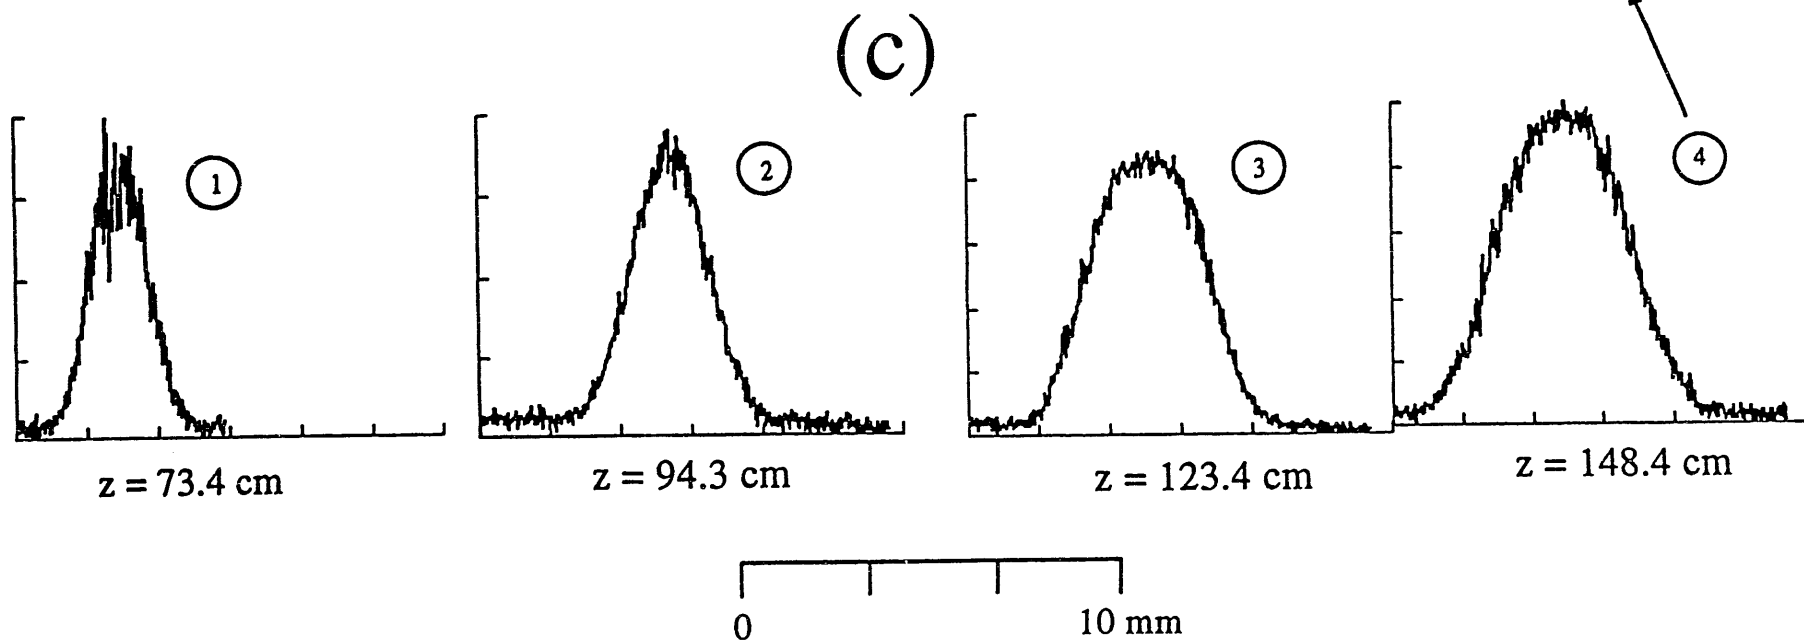 (c)
1
2
3
4
z = 73.4 cm
z = 94.3 cm
z = 123.4 cm
z = 148.4 cm
0
10 mm